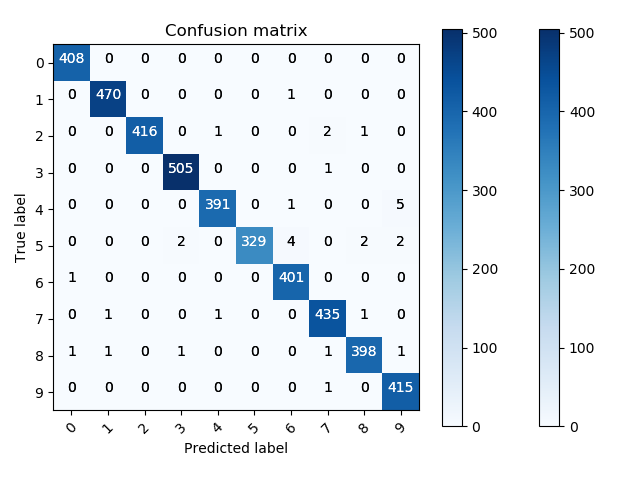 Confusion matrix
0 408 0 0 0 0 0 0 0 0 0
1 0 470 0 0 0 0 1 0 0 0
2 0 0 416 0 1 0 0 2 1 0
3 0 0 0 505 0 0 0 1 0 0
4 0 0 0 0 391 0 1 0 0 5
5 0 0 0 2 0 329 4 0 2 2
6 1 0 0 0 0 0 401 0 0 0
7 0 1 0 0 1 0 0 435 1 0
8 1 1 0 1 0 0 0 1 398 1
9 0 0 0 0 0 0 0 1 0 415
0 1 2 3 4 5 6 7 8 9
True label
Predicted label
500
400
300
200
100
0
500
400
300
200
100
0